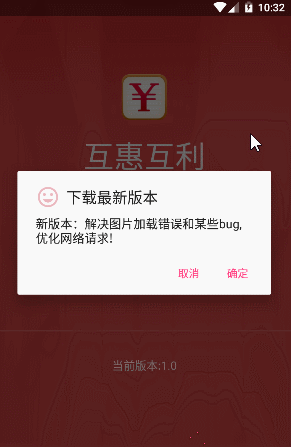 10:32
¥
互惠互利
下载最新版本
新版本：解决图片加载错误和某些bug,
优化网络请求!
取消 确定
当前版本:1.0